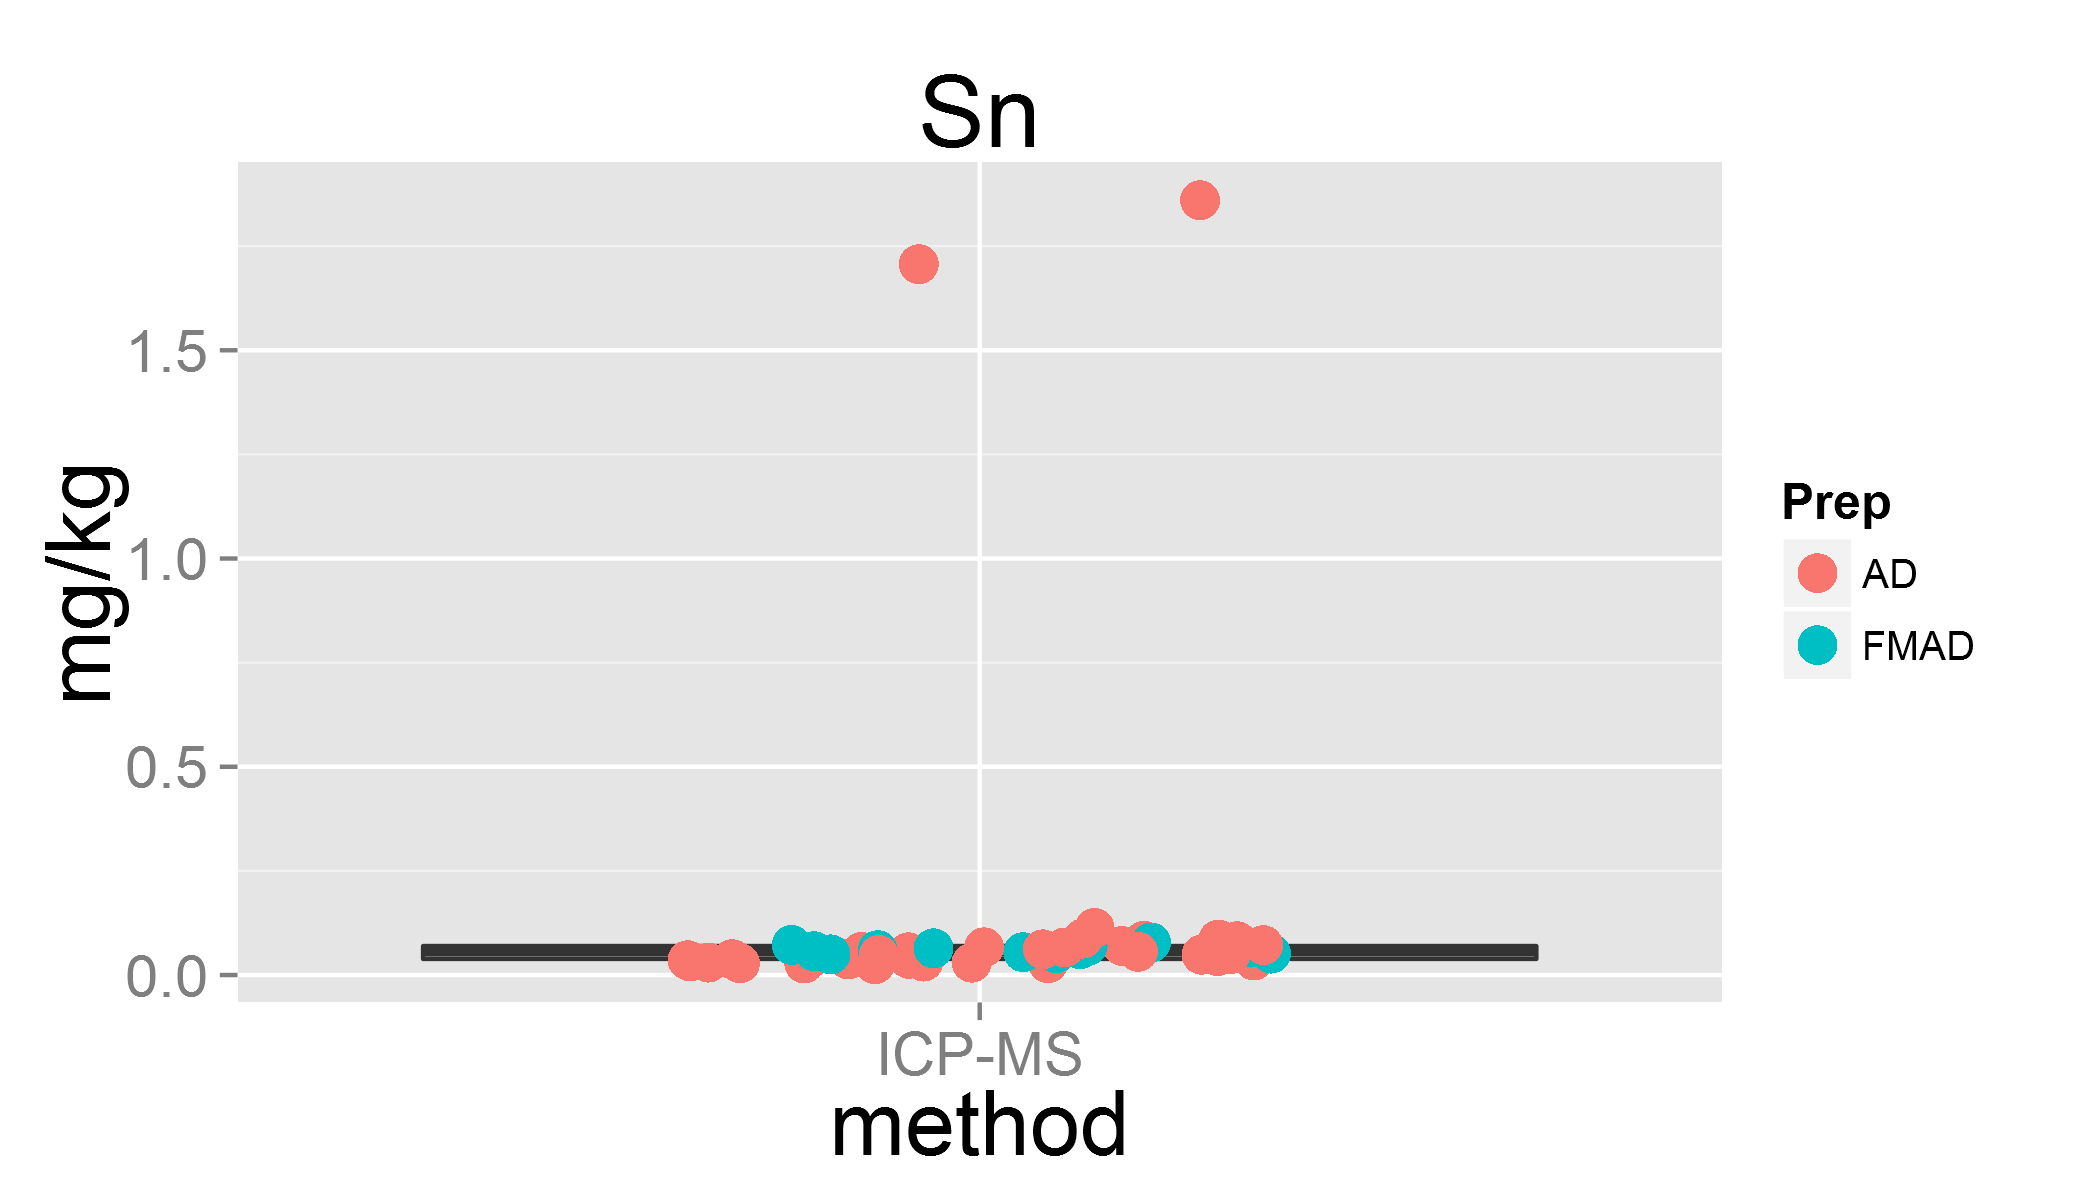 Sn
mg/kg
1.5
1.0
0.5
0.0
ICP-MS
method
Prep
AD
FMAD